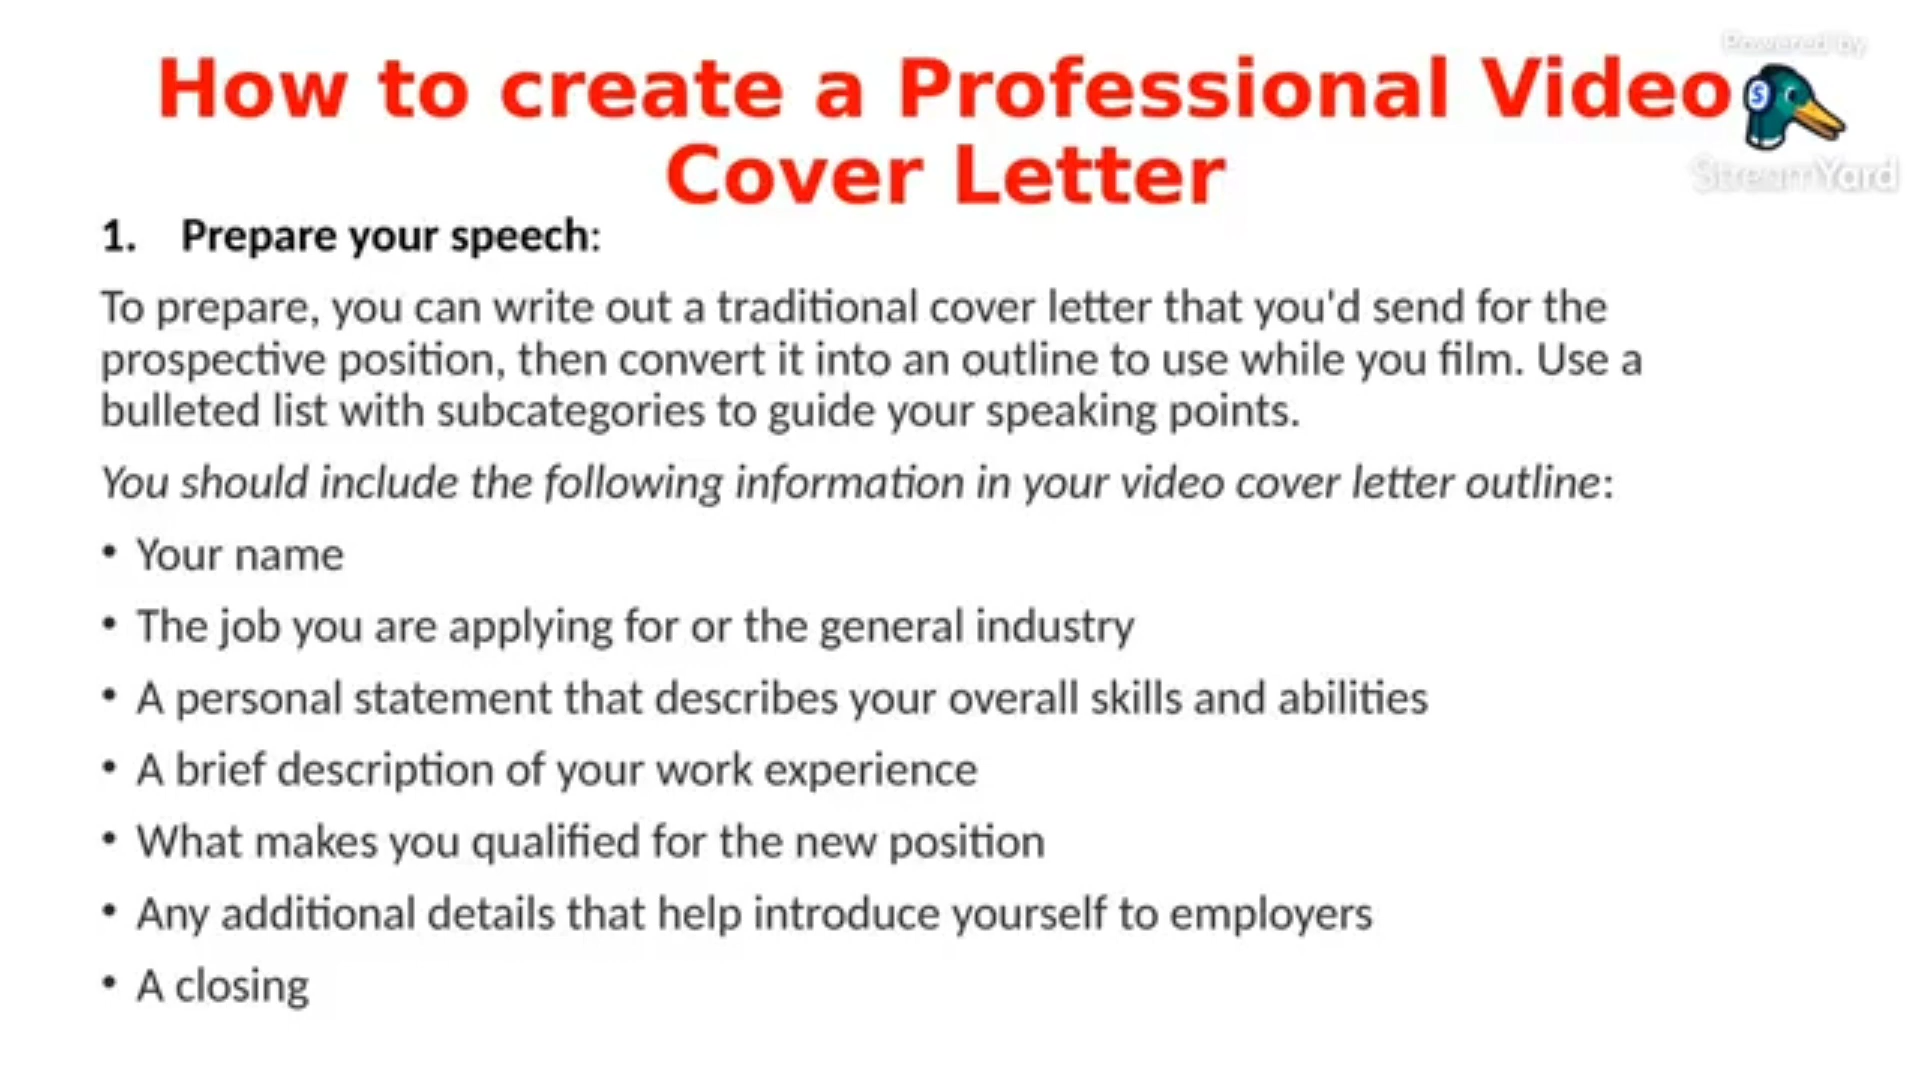 Powered by
How to create a Professional Video
Cover Letter
StreamYard
1. Prepare your speech:
To prepare, you can write out a traditional cover letter that you'd send for the
prospective position, then convert it into an outline to use while you film. Use a
bulleted list with subcategories to guide your speaking points.
You should include the following information in your video cover letter outline:
• Your name
• The job you are applying for or the general industry
• A personal statement that describes your overall skills and abilities
• A brief description of your work experience
• What makes you qualified for the new position
• Any additional details that help introduce yourself to employers
• A closing